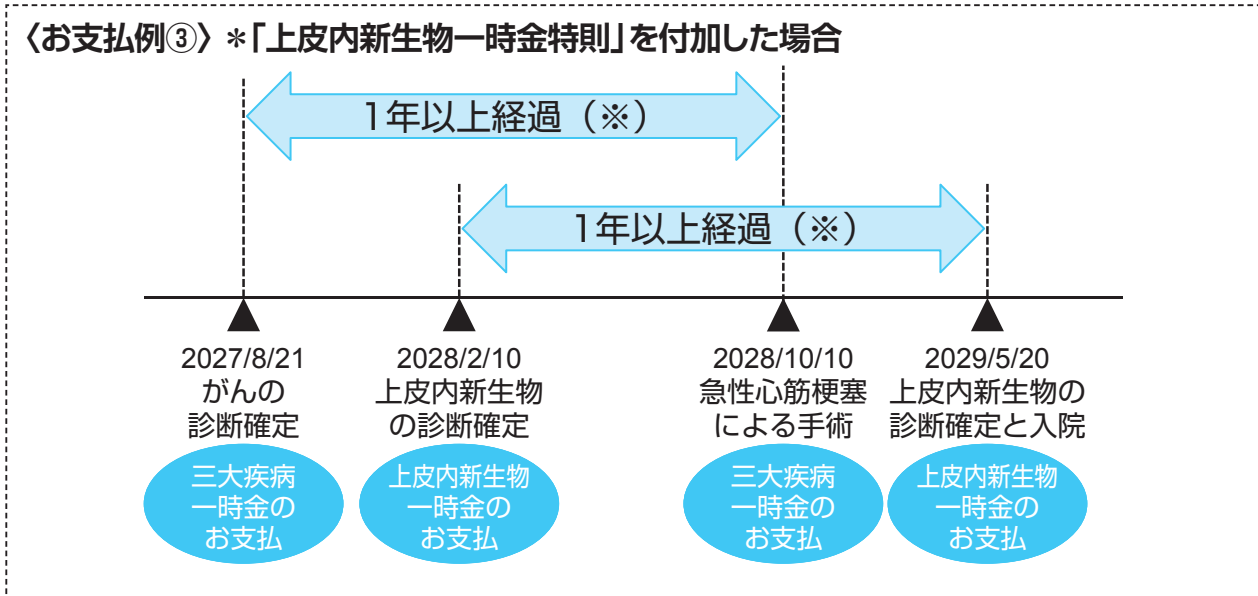 〈お支払例③〉＊「上皮内新生物一時金特則」を付加した場合
1年以上経過（※）
1年以上経過（※）
2027/8/21
がんの
診断確定
三大疾病
一時金の
お支払
2028/2/10
上皮内新生物
の診断確定
上皮内新生物
一時金の
お支払
2028/10/10
急性心筋梗塞
による手術
三大疾病
一時金の
お支払
2029/5/20
上皮内新生物の
診断確定と入院
上皮内新生物
一時金の
お支払